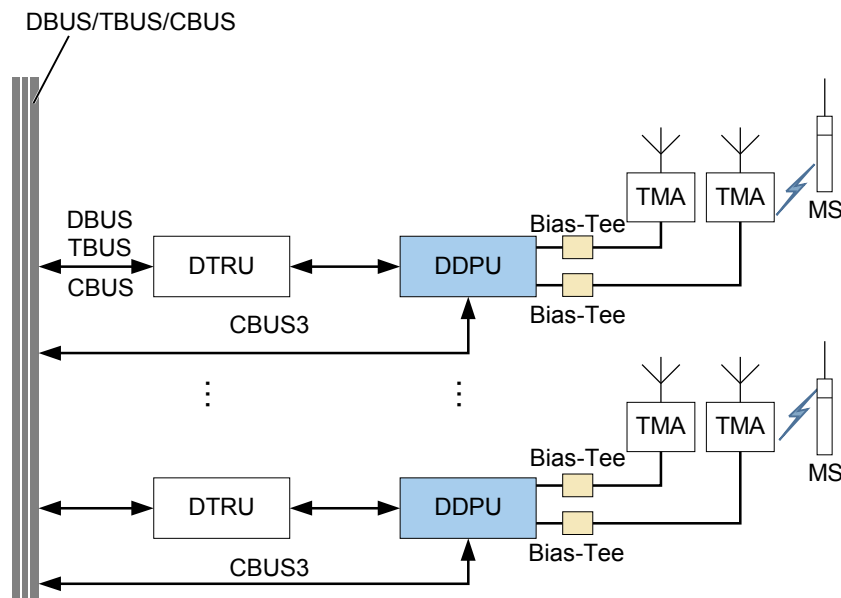 DBUS/TBUS/CBUS
TMA
TMA
MS
Bias-Tee
DBUS
TBUS
CBUS
DTRU
DDPU
Bias-Tee
CBUS3
TMA
TMA
MS
Bias-Tee
DTRU
DDPU
Bias-Tee
CBUS3